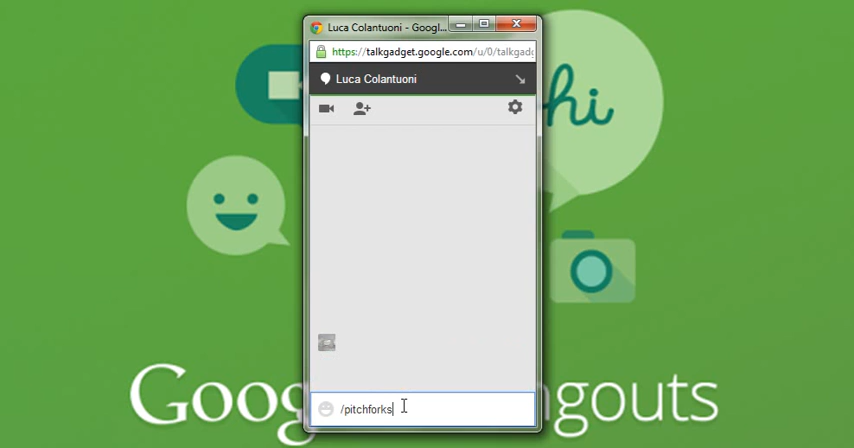 Luca Colantuoni - Googl...
https://talkgadget.google.com/u/0/talkgadg
Luca Colantuoni
hi
/pitchforks
Goog ngouts